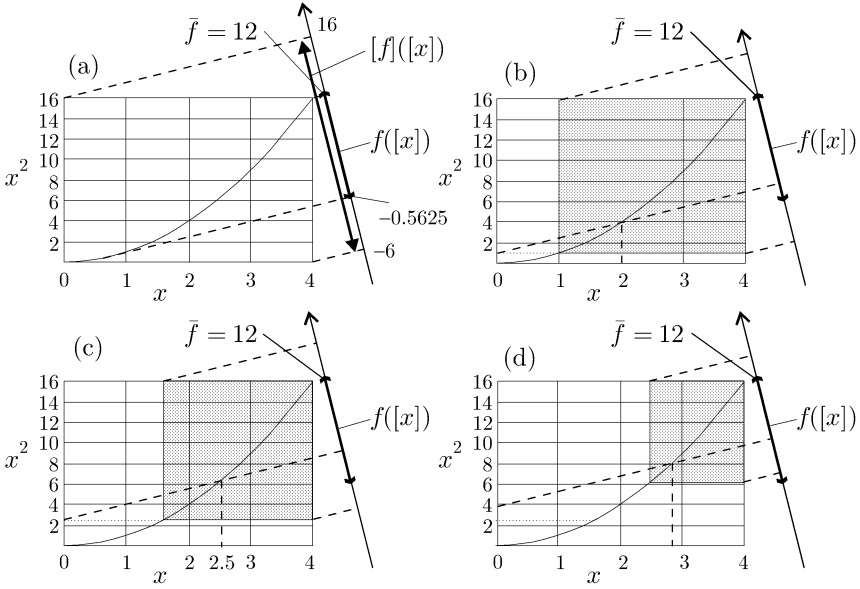 f̄ = 12
16
(a)
[f]([x])
16
14
12
10
8
6
4
2
x²
f([x])
−0.5625
−6
0 1 2 3 4
x
f̄ = 12
(b)
16
14
12
10
8
6
4
2
x²
f([x])
0 1 2 3 4
x
f̄ = 12
(c)
16
14
12
10
8
6
4
2
x²
f([x])
0 1 2 2.5 3 4
x
f̄ = 12
(d)
16
14
12
10
8
6
4
2
x²
f([x])
0 1 2 3 4
x